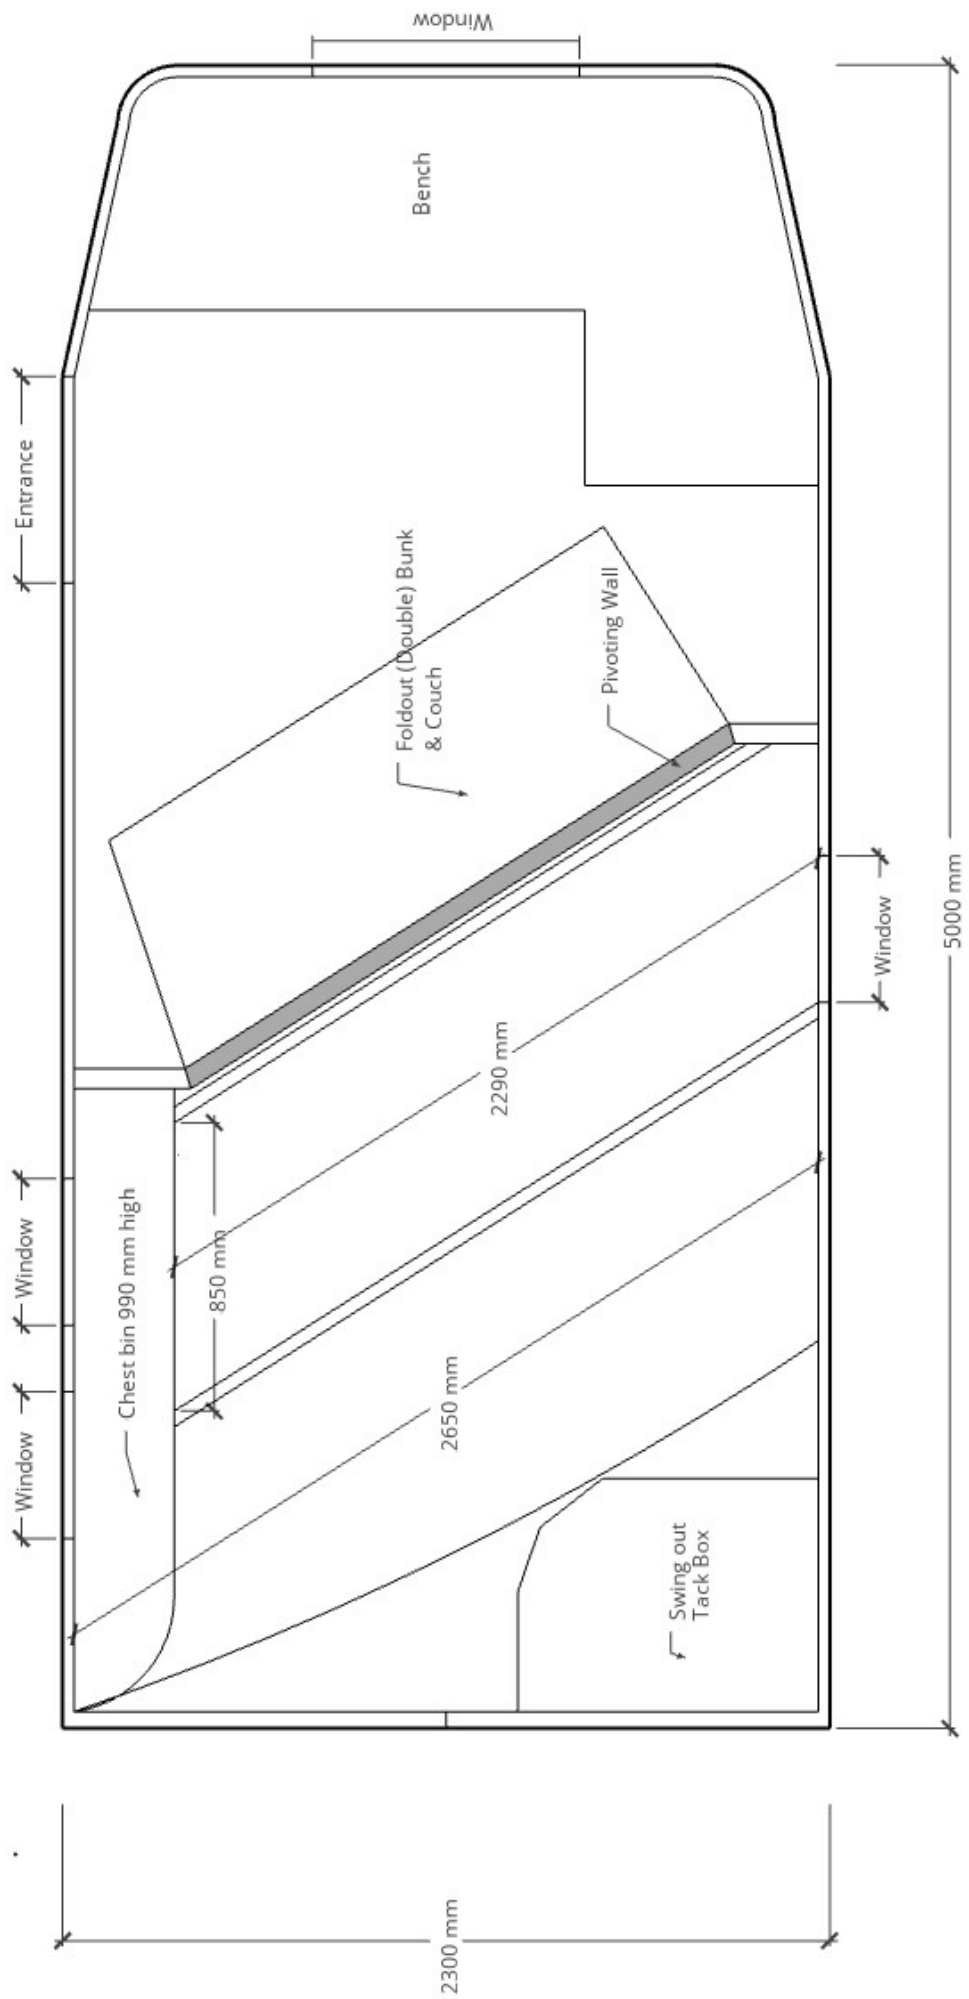 Window
Bench
Entrance
Foldout (Double) Bunk
& Couch
Pivoting Wall
Window
5000 mm
2290 mm
Window
Chest bin 990 mm high
850 mm
Window
2650 mm
Swing out
Tack Box
2300 mm